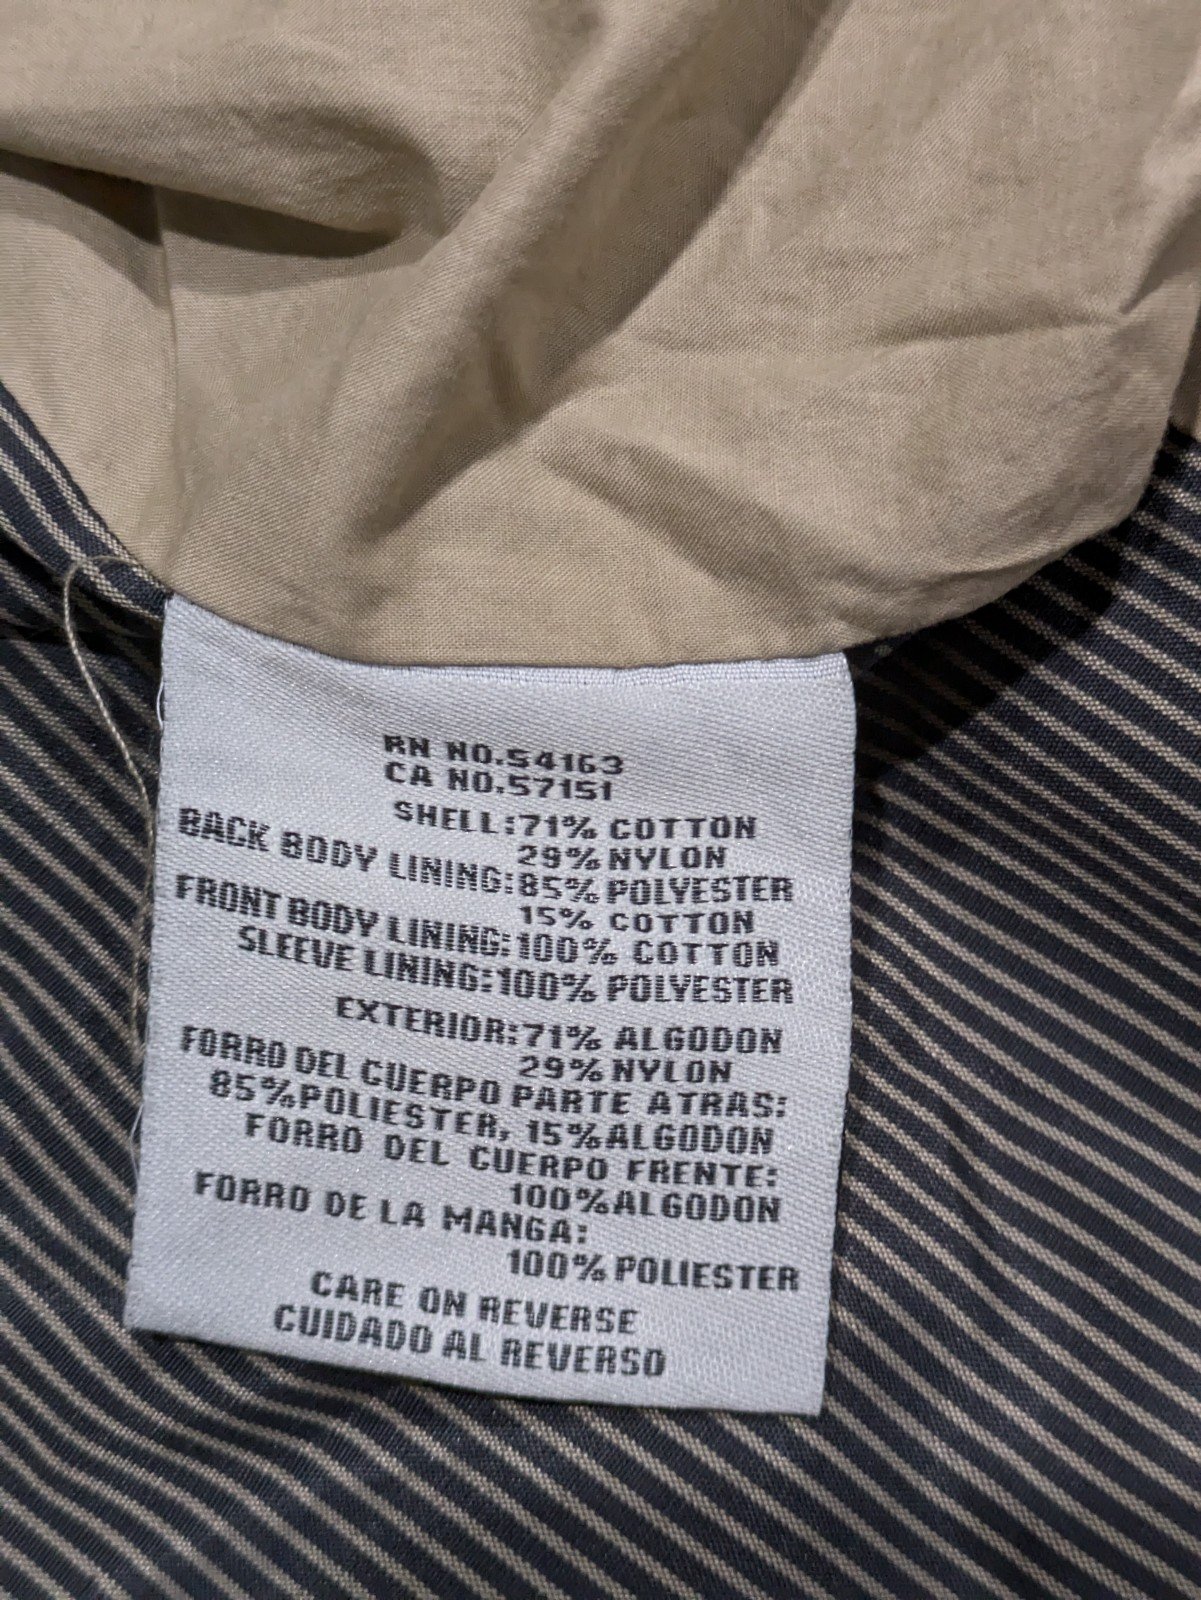 RN NO.54163
CA NO.57151
SHELL:71% COTTON
29% NYLON
BACK BODY LINING:85% POLYESTER
15% COTTON
FRONT BODY LINING:100% COTTON
SLEEVE LINING:100% POLYESTER
EXTERIOR:71% ALGODON
29% NYLON
FORRO DEL CUERPO PARTE ATRAS:
85%POLIESTER, 15%ALGODON
FORRO DEL CUERPO FRENTE:
100%ALGODON
FORRO DE LA MANGA:
100% POLIESTER
CARE ON REVERSE
CUIDADO AL REVERSO